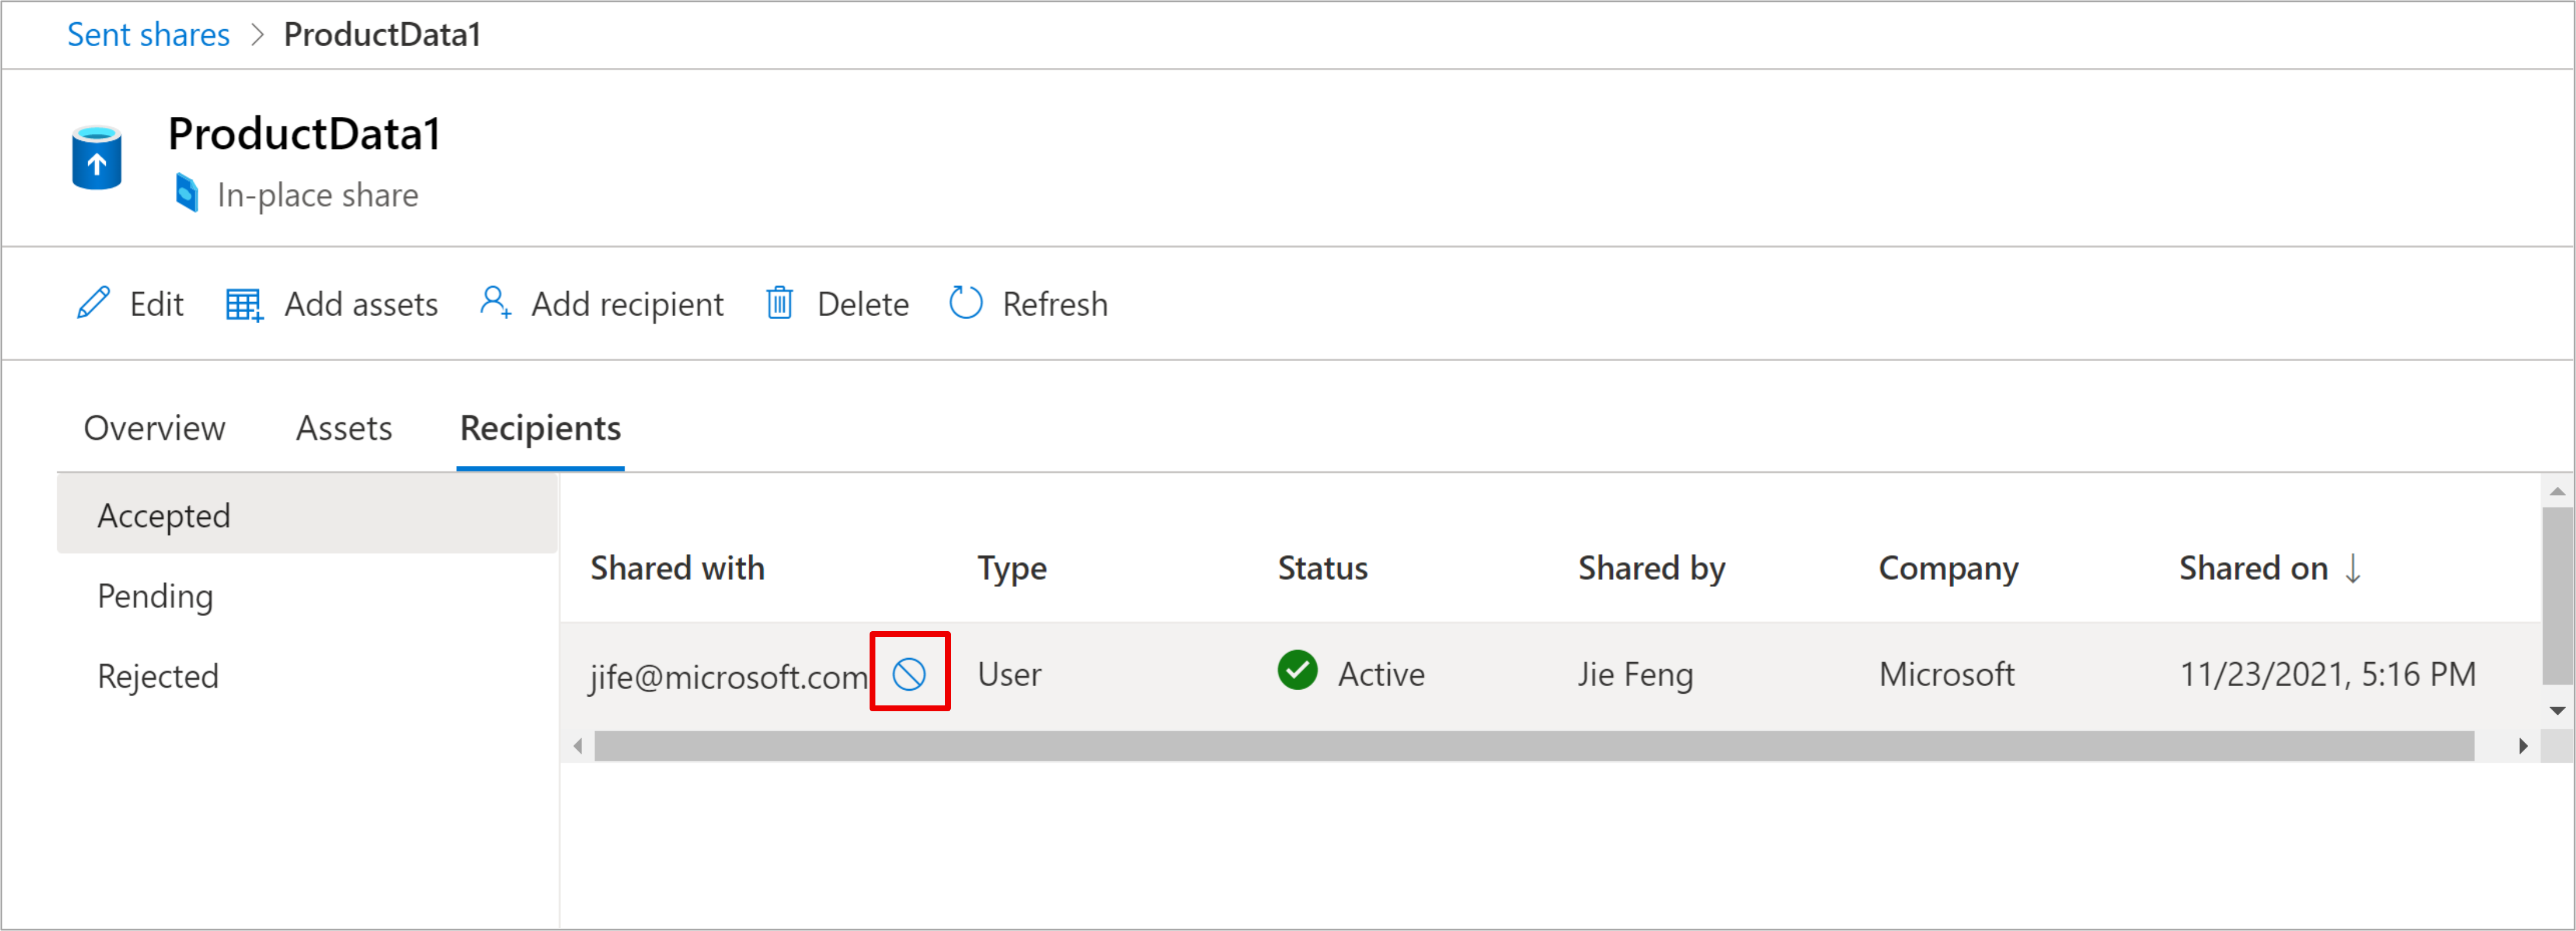 Sent shares > ProductData1
ProductData1
In-place share
Edit Add assets Add recipient Delete Refresh
Overview Assets Recipients
Accepted
Pending
Rejected
Shared with Type Status Shared by Company Shared on ↓
jife@microsoft.com User Active Jie Feng Microsoft 11/23/2021, 5:16 PM